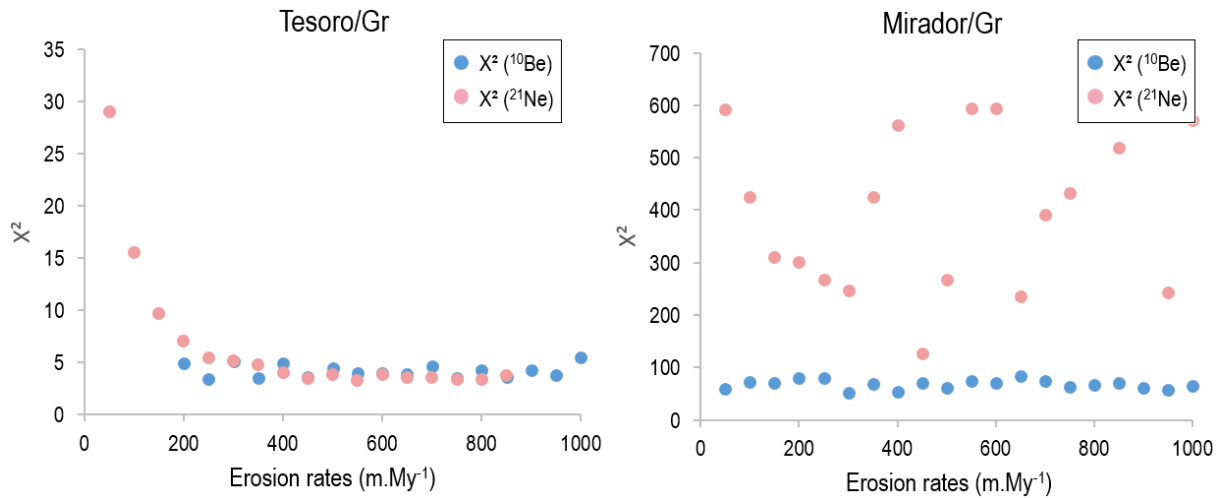 Tesoro/Gr
35
30
25
20
15
10
5
0
X²
X² (¹⁰Be)
X² (²¹Ne)
0 200 400 600 800 1000
Erosion rates (m.My⁻¹)
Mirador/Gr
700
600
500
400
300
200
100
0
X²
X² (¹⁰Be)
X² (²¹Ne)
0 200 400 600 800 1000
Erosion rates (m.My⁻¹)